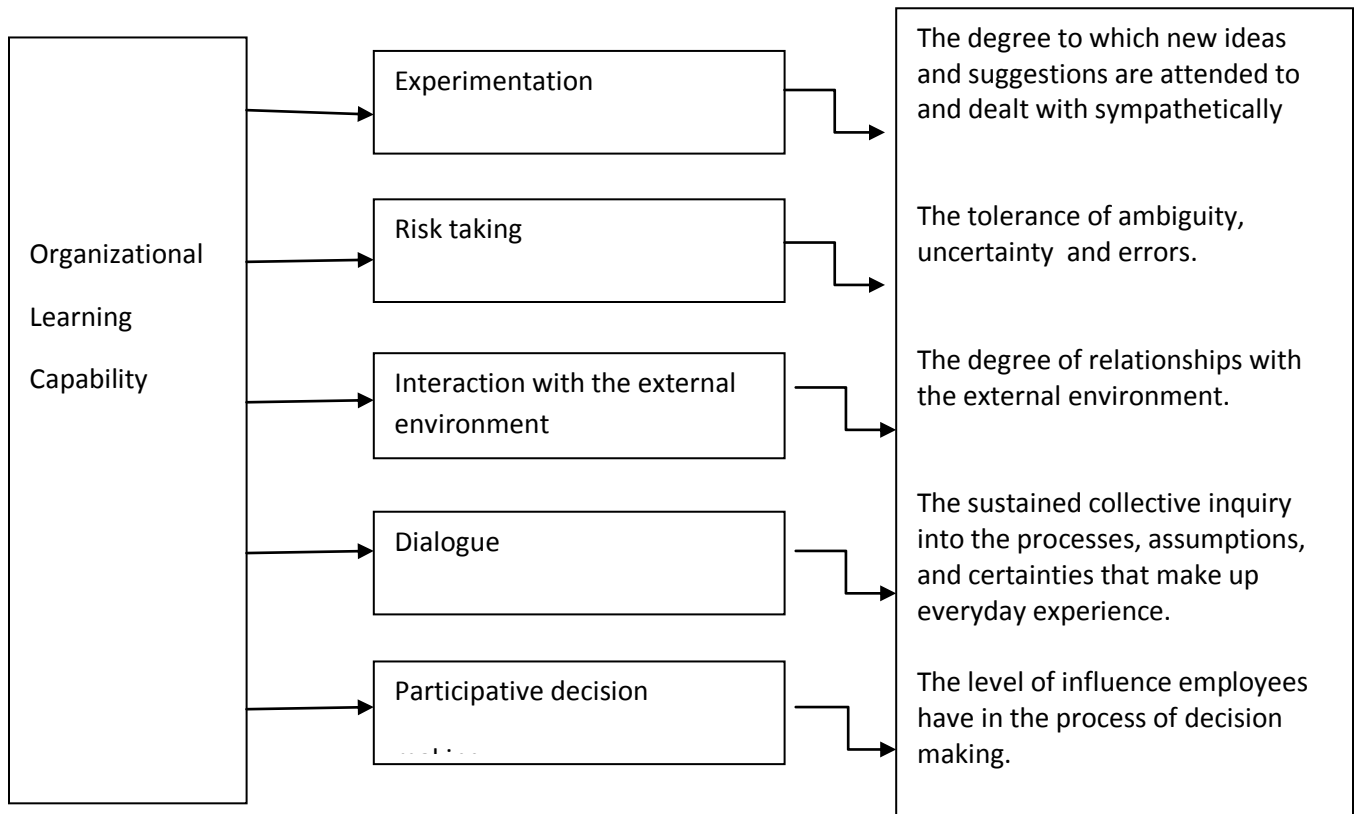 Organizational
Learning
Capability
Experimentation
The degree to which new ideas
and suggestions are attended to
and dealt with sympathetically
Risk taking
The tolerance of ambiguity,
uncertainty  and errors.
Interaction with the external
environment
The degree of relationships with
the external environment.
Dialogue
The sustained collective inquiry
into the processes, assumptions,
and certainties that make up
everyday experience.
Participative decision
The level of influence employees
have in the process of decision
making.